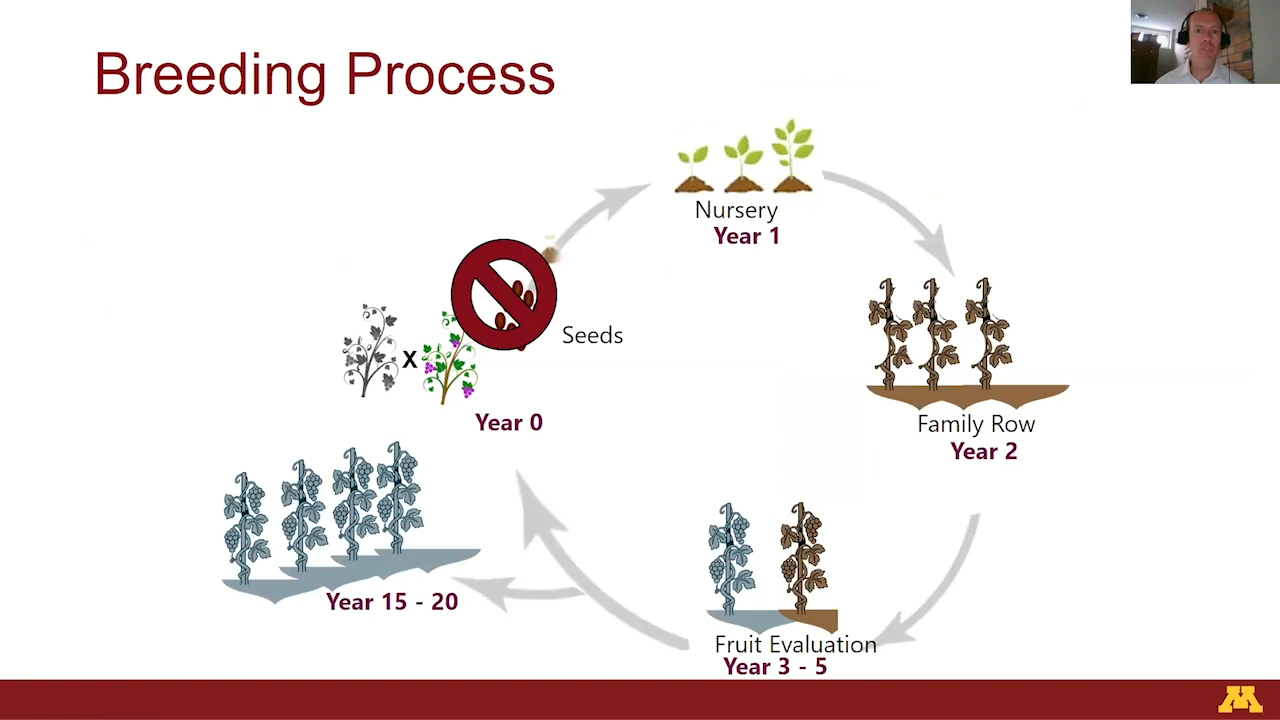 Breeding Process
Nursery
Year 1
Seeds
X
Year 0
Family Row
Year 2
Year 15 - 20
Fruit Evaluation
Year 3 - 5
M